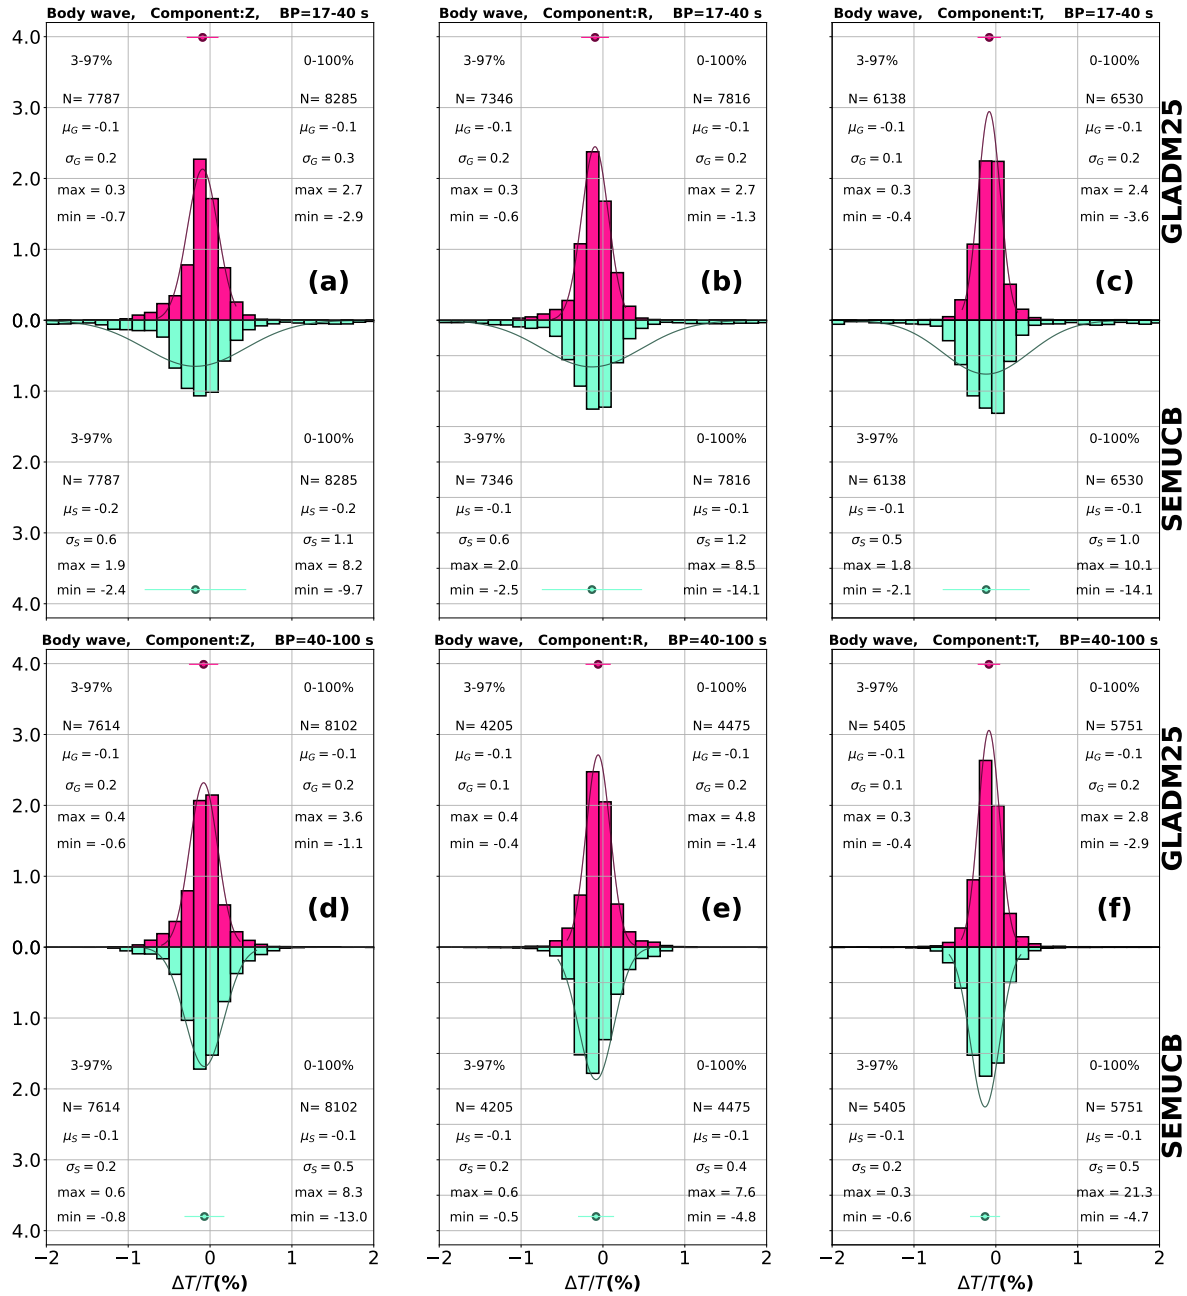 Body wave, Component:Z, BP=17-40 s
Body wave, Component:R, BP=17-40 s
Body wave, Component:T, BP=17-40 s
4.0
3.0
2.0
1.0
0.0
1.0
2.0
3.0
4.0
3-97% 0-100%
N= 7787 N= 8285
μG = -0.1 μG = -0.1
σG = 0.2 σG = 0.3
max = 0.3 max = 2.7
min = -0.7 min = -2.9
(a)
3-97% 0-100%
N= 7787 N= 8285
μS = -0.2 μS = -0.2
σS = 0.6 σS = 1.1
max = 1.9 max = 8.2
min = -2.4 min = -9.7
3-97% 0-100%
N= 7346 N= 7816
μG = -0.1 μG = -0.1
σG = 0.2 σG = 0.2
max = 0.3 max = 2.7
min = -0.6 min = -1.3
(b)
3-97% 0-100%
N= 7346 N= 7816
μS = -0.1 μS = -0.1
σS = 0.6 σS = 1.2
max = 2.0 max = 8.5
min = -2.5 min = -14.1
3-97% 0-100%
N= 6138 N= 6530
μG = -0.1 μG = -0.1
σG = 0.1 σG = 0.2
max = 0.3 max = 2.4
min = -0.4 min = -3.6
(c)
3-97% 0-100%
N= 6138 N= 6530
μS = -0.1 μS = -0.1
σS = 0.5 σS = 1.0
max = 1.8 max = 10.1
min = -2.1 min = -14.1
GLADM25
SEMUCB
Body wave, Component:Z, BP=40-100 s
Body wave, Component:R, BP=40-100 s
Body wave, Component:T, BP=40-100 s
4.0
3.0
2.0
1.0
0.0
1.0
2.0
3.0
4.0
3-97% 0-100%
N= 7614 N= 8102
μG = -0.1 μG = -0.1
σG = 0.2 σG = 0.2
max = 0.4 max = 3.6
min = -0.6 min = -1.1
(d)
3-97% 0-100%
N= 7614 N= 8102
μS = -0.1 μS = -0.1
σS = 0.2 σS = 0.5
max = 0.6 max = 8.3
min = -0.8 min = -13.0
3-97% 0-100%
N= 4205 N= 4475
μG = -0.1 μG = -0.1
σG = 0.1 σG = 0.2
max = 0.4 max = 4.8
min = -0.4 min = -1.4
(e)
3-97% 0-100%
N= 4205 N= 4475
μS = -0.1 μS = -0.1
σS = 0.2 σS = 0.4
max = 0.6 max = 7.6
min = -0.5 min = -4.8
3-97% 0-100%
N= 5405 N= 5751
μG = -0.1 μG = -0.1
σG = 0.1 σG = 0.2
max = 0.3 max = 2.8
min = -0.4 min = -2.9
(f)
3-97% 0-100%
N= 5405 N= 5751
μS = -0.1 μS = -0.1
σS = 0.2 σS = 0.5
max = 0.3 max = 21.3
min = -0.6 min = -4.7
GLADM25
SEMUCB
−2 −1 0 1 2
−2 −1 0 1 2
−2 −1 0 1 2
ΔT/T(%)
ΔT/T(%)
ΔT/T(%)